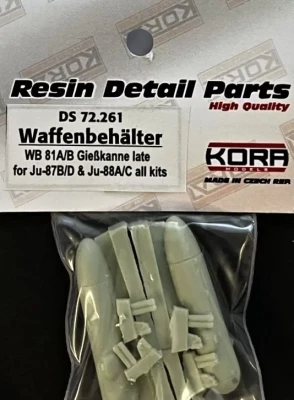 Resin Detail Parts
High Quality
DS 72.261
Waffenbehälter
WB 81A/B Gießkanne late
for Ju-87B/D & Ju-88A/C all kits
KORA
MODELS
MADE IN CZECH REP.